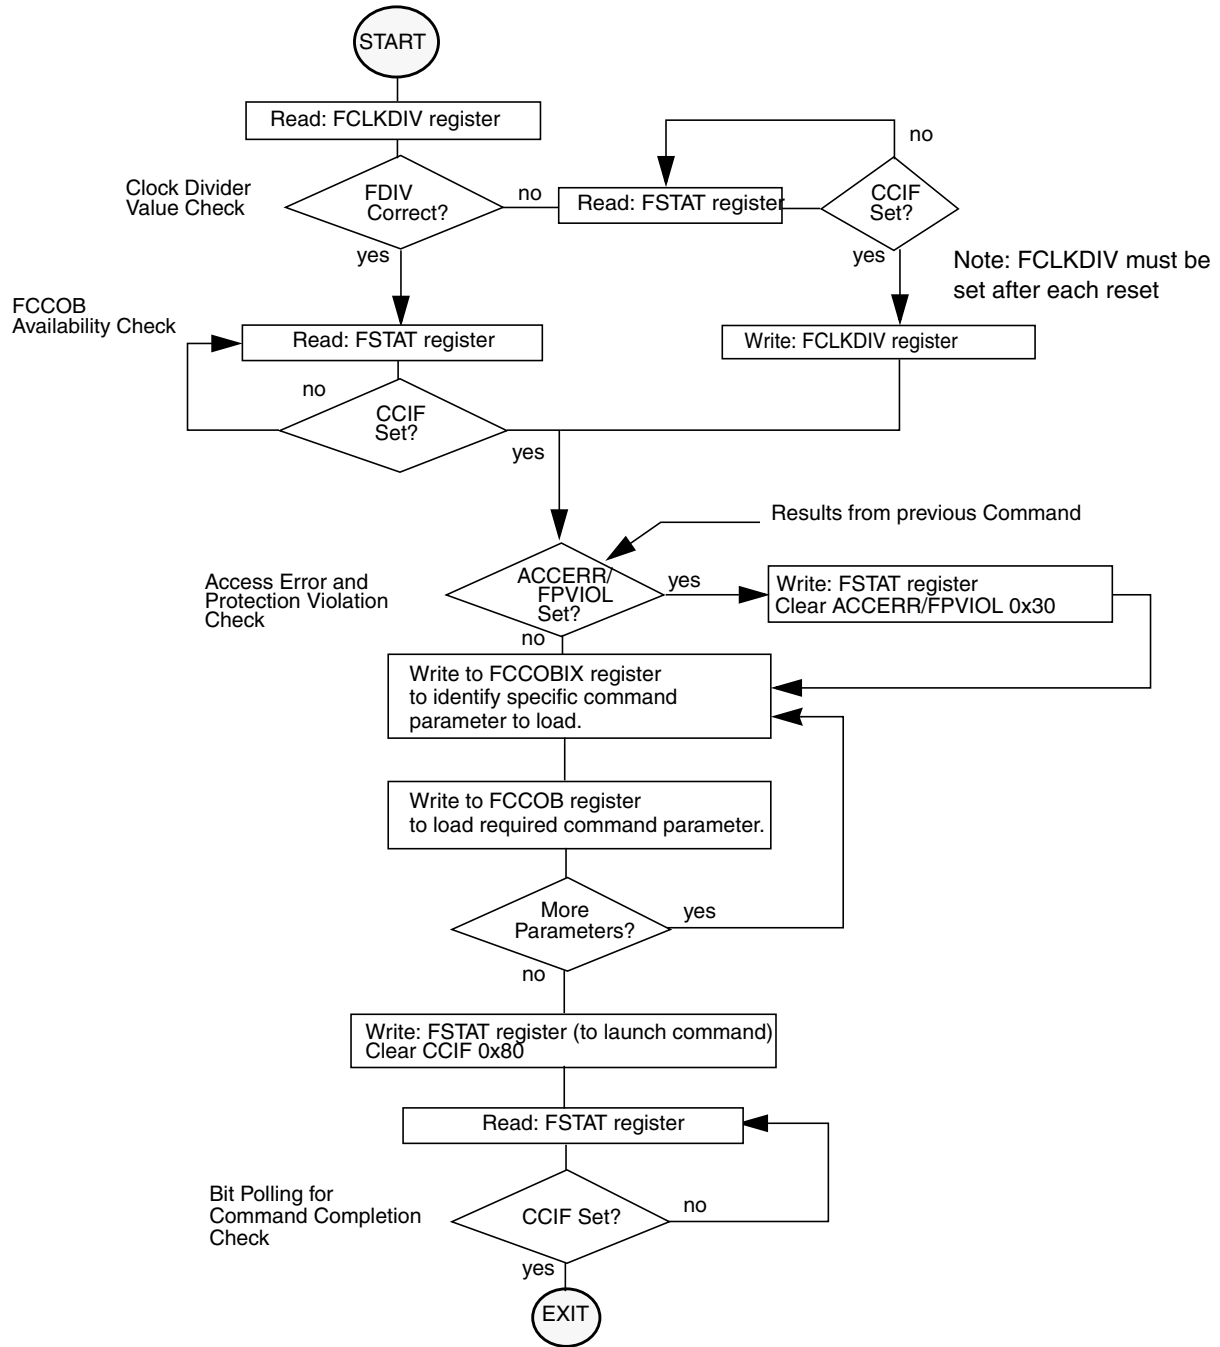 START
Read: FCLKDIV register
no
Clock Divider
Value Check
FDIV
Correct?
no
Read: FSTAT register
CCIF
Set?
yes
yes
Note: FCLKDIV must be
set after each reset
FCCOB
Availability Check
Read: FSTAT register
Write: FCLKDIV register
no
CCIF
Set?
yes
Results from previous Command
Access Error and
Protection Violation
Check
ACCERR/
FPVIOL
Set?
yes
Write: FSTAT register
Clear ACCERR/FPVIOL 0x30
no
Write to FCCOBIX register
to identify specific command
parameter to load.
Write to FCCOB register
to load required command parameter.
More
Parameters?
yes
no
Write: FSTAT register (to launch command)
Clear CCIF 0x80
Read: FSTAT register
Bit Polling for
Command Completion
Check
CCIF Set?
no
yes
EXIT